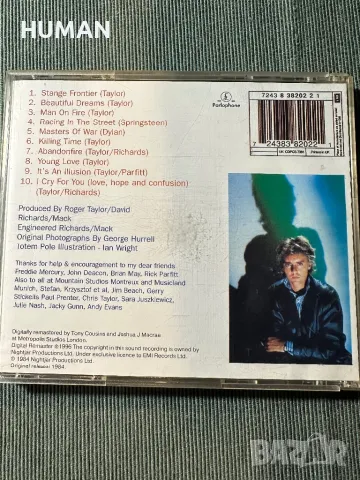 HUMAN
1. Stange Frontier (Taylor)
2. Beautiful Dreams (Taylor)
3. Man On Fire (Taylor)
4. Racing In The Street (Springsteen)
5. Masters Of War (Dylan)
6. Killing Time (Taylor)
7. Abandonfire (Taylor/Richards)
8. Young Love (Taylor)
9. It's An Illusion (Taylor/Parfitt)
10. I Cry For You (love, hope and confusion)
(Taylor/Richards)
Parlophone
7243 8 38202 2 1
7 24383 82022 1
Produced By Roger Taylor/David
Richards/Mack
Engineered Richards/Mack
Original Photographs By George Hurrell
Totem Pole Illustration - Ian Wright
Thanks for help & encouragement to my dear friends
Freddie Mercury, John Deacon, Brian May, Rick Parfitt.
Also to all at Mountain Studios Montreux and Musicland
Munich, Stefan, Krzysztof et al, Jim Beach, Gerry
Stickells Paul Prenter, Chris Taylor, Sara Juszkiewicz,
Julie Nash, Jacky Gunn, Andy Evans
Digitally remastered by Tony Cousins and Joshua J Macrae
at Metropolis Studios London.
Digital Remaster ℗1996 The copyright in this sound recording is owned by
Nightjar Productions Ltd. Under exclusive licence to EMI Records Ltd.
© 1984 Nightjar Productions Ltd.
Original release: 1984.
BAZAR
bg